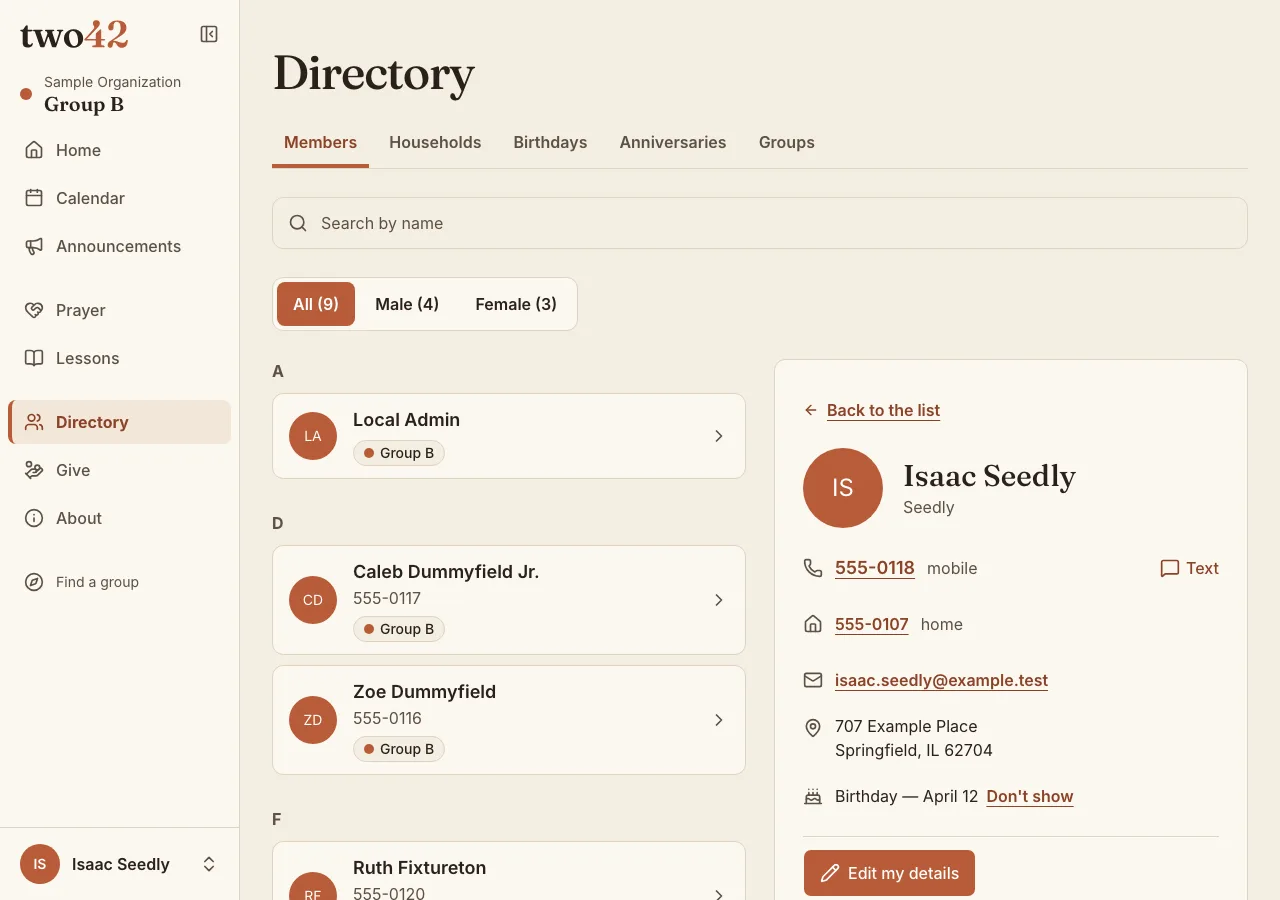 two42
Sample Organization
Group B
Home
Calendar
Announcements
Prayer
Lessons
Directory
Give
About
Find a group
IS
Isaac Seedly
Directory
Members
Households
Birthdays
Anniversaries
Groups
Search by name
All (9)
Male (4)
Female (3)
A
LA
Local Admin
Group B
D
CD
Caleb Dummyfield Jr.
555-0117
Group B
ZD
Zoe Dummyfield
555-0116
Group B
F
RF
Ruth Fixtureton
555-0120
Back to the list
IS
Isaac Seedly
Seedly
555-0118 mobile
Text
555-0107 home
isaac.seedly@example.test
707 Example Place
Springfield, IL 62704
Birthday — April 12 Don't show
Edit my details